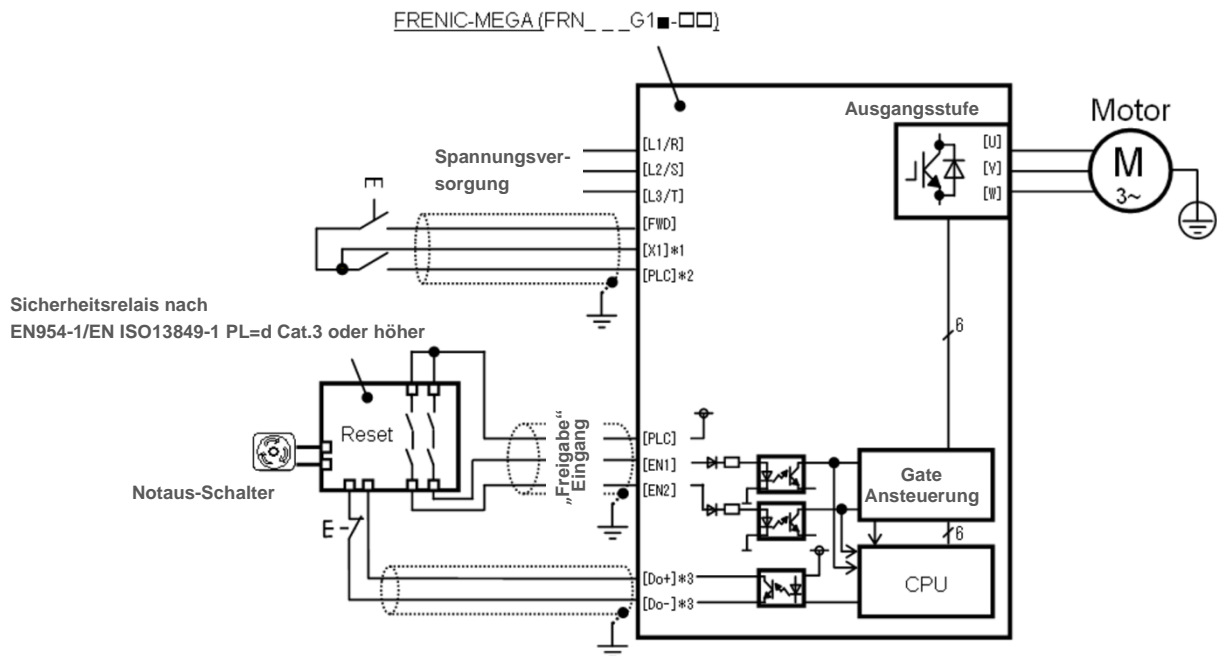 FRENIC-MEGA (FRN_ _ _G1■-□□)
Ausgangsstufe
Motor
M
3~
[U]
[V]
[W]
Spannungsver-
sorgung
[L1/R]
[L2/S]
[L3/T]
[FWD]
[X1]*1
[PLC]*2
Sicherheitsrelais nach
EN954-1/EN ISO13849-1 PL=d Cat.3 oder höher
6
Reset
Notaus-Schalter
„Freigabe“
Eingang
[PLC]
[EN1]
[EN2]
Gate
Ansteuerung
6
CPU
[Do+]*3
[Do-]*3